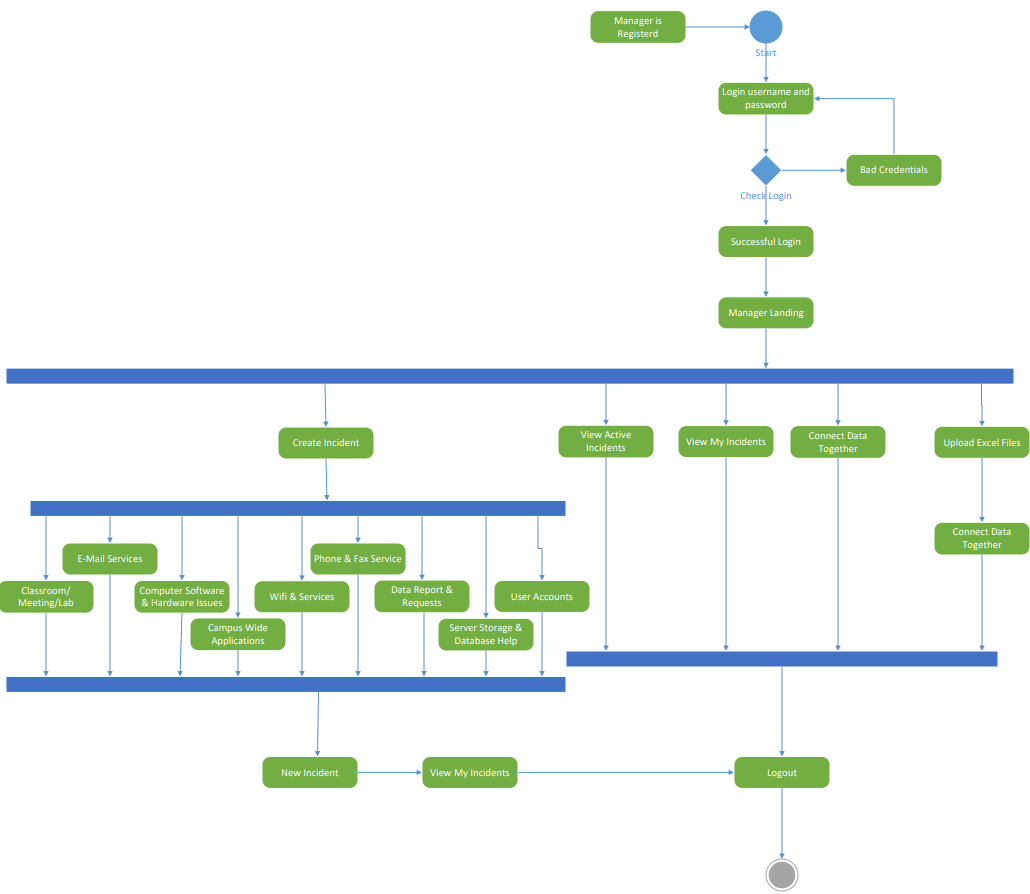 Manager is
Registerd
Start
Login username and
password
Bad Credentials
Check Login
Successful Login
Manager Landing
Create Incident
View Active
Incidents
View My Incidents
Connect Data
Together
Upload Excel Files
Connect Data
Together
E-Mail Services
Phone & Fax Service
Classroom/
Meeting/Lab
Computer Software
& Hardware Issues
Wifi & Services
Data Report &
Requests
User Accounts
Campus Wide
Applications
Server Storage &
Database Help
New Incident
View My Incidents
Logout